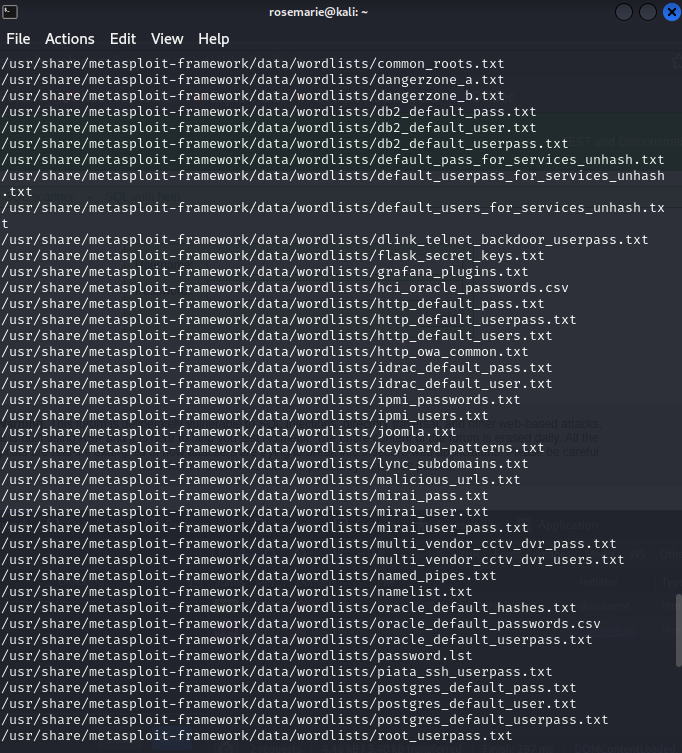 rosemarie@kali: ~
File Actions Edit View Help
/usr/share/metasploit-framework/data/wordlists/common_roots.txt
/usr/share/metasploit-framework/data/wordlists/dangerzone_a.txt
/usr/share/metasploit-framework/data/wordlists/dangerzone_b.txt
/usr/share/metasploit-framework/data/wordlists/db2_default_pass.txt
/usr/share/metasploit-framework/data/wordlists/db2_default_user.txt
/usr/share/metasploit-framework/data/wordlists/db2_default_userpass.txt
/usr/share/metasploit-framework/data/wordlists/default_pass_for_services_unhash.txt
/usr/share/metasploit-framework/data/wordlists/default_userpass_for_services_unhash
.txt
/usr/share/metasploit-framework/data/wordlists/default_users_for_services_unhash.tx
t
/usr/share/metasploit-framework/data/wordlists/dlink_telnet_backdoor_userpass.txt
/usr/share/metasploit-framework/data/wordlists/flask_secret_keys.txt
/usr/share/metasploit-framework/data/wordlists/grafana_plugins.txt
/usr/share/metasploit-framework/data/wordlists/hci_oracle_passwords.csv
/usr/share/metasploit-framework/data/wordlists/http_default_pass.txt
/usr/share/metasploit-framework/data/wordlists/http_default_userpass.txt
/usr/share/metasploit-framework/data/wordlists/http_default_users.txt
/usr/share/metasploit-framework/data/wordlists/http_owa_common.txt
/usr/share/metasploit-framework/data/wordlists/idrac_default_pass.txt
/usr/share/metasploit-framework/data/wordlists/idrac_default_user.txt
/usr/share/metasploit-framework/data/wordlists/ipmi_passwords.txt
/usr/share/metasploit-framework/data/wordlists/ipmi_users.txt
/usr/share/metasploit-framework/data/wordlists/joomla.txt
/usr/share/metasploit-framework/data/wordlists/keyboard-patterns.txt
/usr/share/metasploit-framework/data/wordlists/lync_subdomains.txt
/usr/share/metasploit-framework/data/wordlists/malicious_urls.txt
/usr/share/metasploit-framework/data/wordlists/mirai_pass.txt
/usr/share/metasploit-framework/data/wordlists/mirai_user.txt
/usr/share/metasploit-framework/data/wordlists/mirai_user_pass.txt
/usr/share/metasploit-framework/data/wordlists/multi_vendor_cctv_dvr_pass.txt
/usr/share/metasploit-framework/data/wordlists/multi_vendor_cctv_dvr_users.txt
/usr/share/metasploit-framework/data/wordlists/named_pipes.txt
/usr/share/metasploit-framework/data/wordlists/namelist.txt
/usr/share/metasploit-framework/data/wordlists/oracle_default_hashes.txt
/usr/share/metasploit-framework/data/wordlists/oracle_default_passwords.csv
/usr/share/metasploit-framework/data/wordlists/oracle_default_userpass.txt
/usr/share/metasploit-framework/data/wordlists/password.lst
/usr/share/metasploit-framework/data/wordlists/piata_ssh_userpass.txt
/usr/share/metasploit-framework/data/wordlists/postgres_default_pass.txt
/usr/share/metasploit-framework/data/wordlists/postgres_default_user.txt
/usr/share/metasploit-framework/data/wordlists/postgres_default_userpass.txt
/usr/share/metasploit-framework/data/wordlists/root_userpass.txt